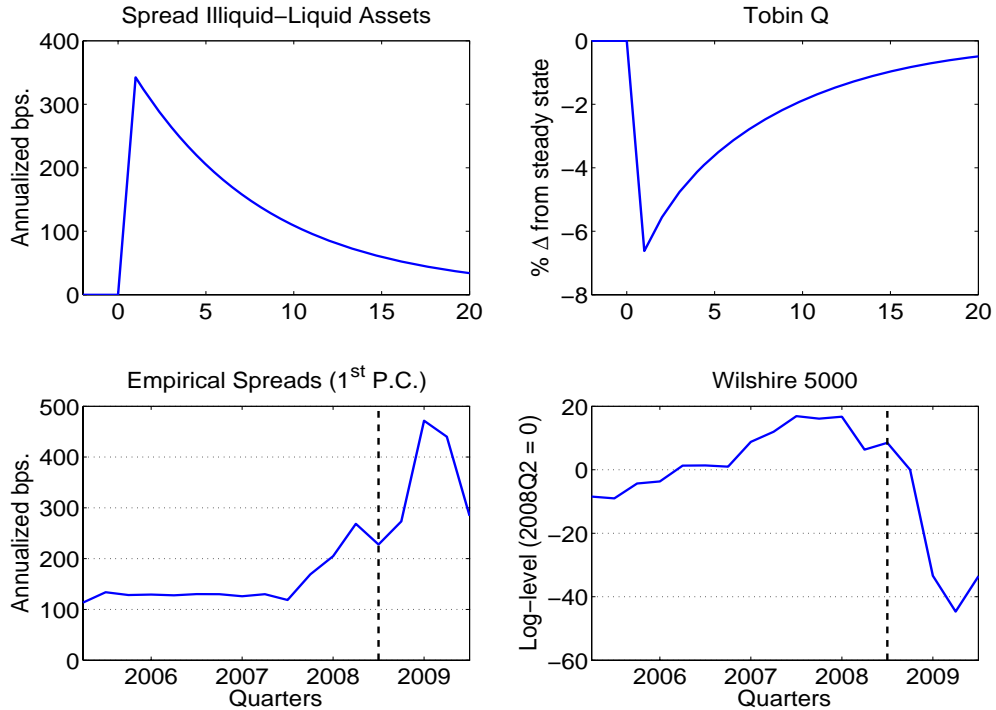 Spread Illiquid−Liquid Assets
Annualized bps.
400
300
200
100
0
0 5 10 15 20
Tobin Q
% Δ from steady state
0
−2
−4
−6
−8
0 5 10 15 20
Empirical Spreads (1st P.C.)
Annualized bps.
500
400
300
200
100
0
2006 2007 2008 2009
Quarters
Wilshire 5000
Log−level (2008Q2 = 0)
20
0
−20
−40
−60
2006 2007 2008 2009
Quarters